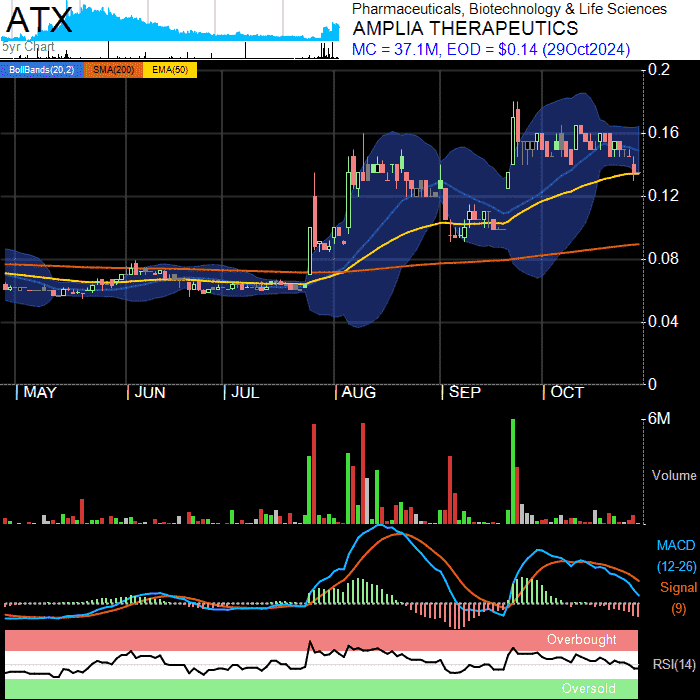 ATX
5yr Chart
Pharmaceuticals, Biotechnology & Life Sciences
AMPLIA THERAPEUTICS
MC = 37.1M, EOD = $0.14 (29Oct2024)
BollBands(20,2) SMA(200) EMA(50)
0.2
0.16
0.12
0.08
0.04
0
MAY JUN JUL AUG SEP OCT
6M
Volume
MACD
(12-26)
Signal
(9)
Overbought
RSI(14)
Oversold